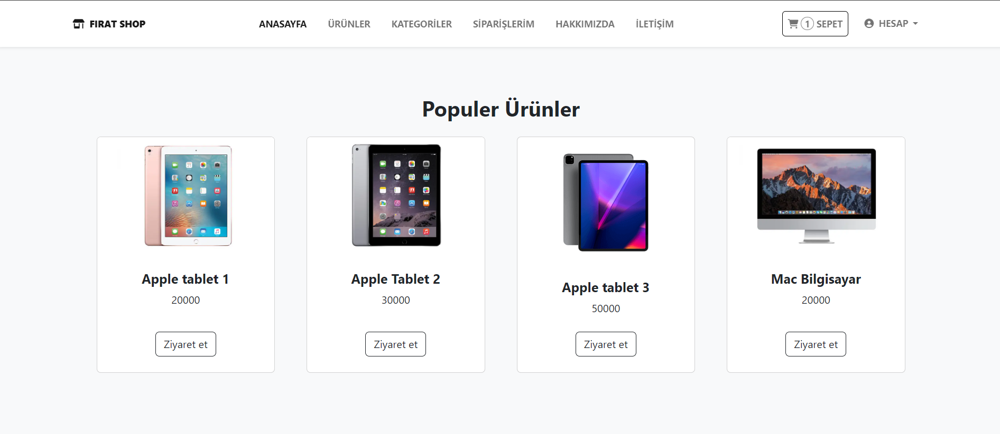 FIRAT SHOP ANASAYFA ÜRÜNLER KATEGORİLER SİPARİŞLERİM HAKKIMIZDA İLETİŞİM 1 SEPET HESAP
Populer Ürünler
Apple tablet 1
20000
Ziyaret et
Apple Tablet 2
30000
Ziyaret et
Apple tablet 3
50000
Ziyaret et
Mac Bilgisayar
20000
Ziyaret et